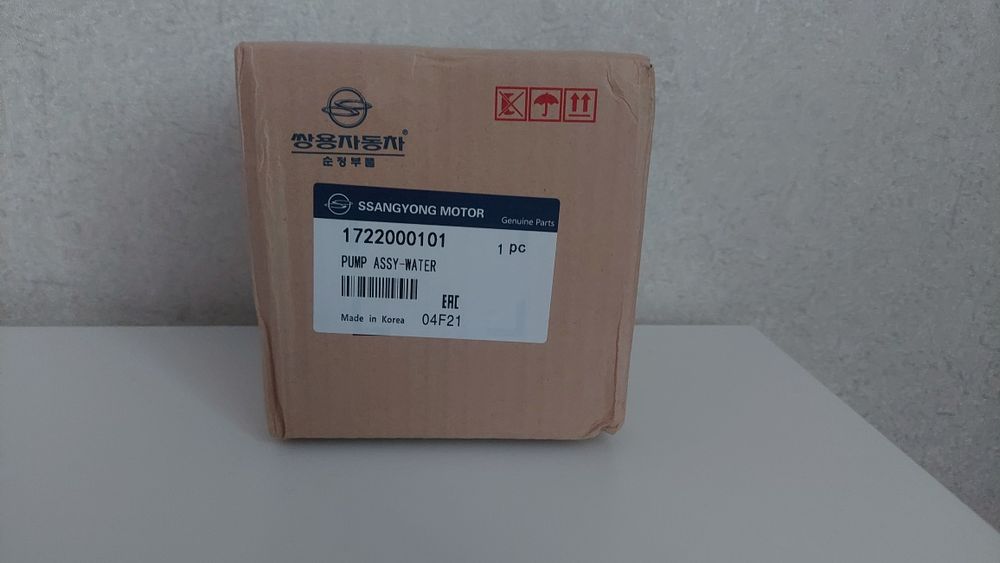 쌍용자동차®
순정부품
SSANGYONG MOTOR
Genuine Parts
1722000101
1 pc
PUMP ASSY-WATER
EAC
Made in Korea 04F21